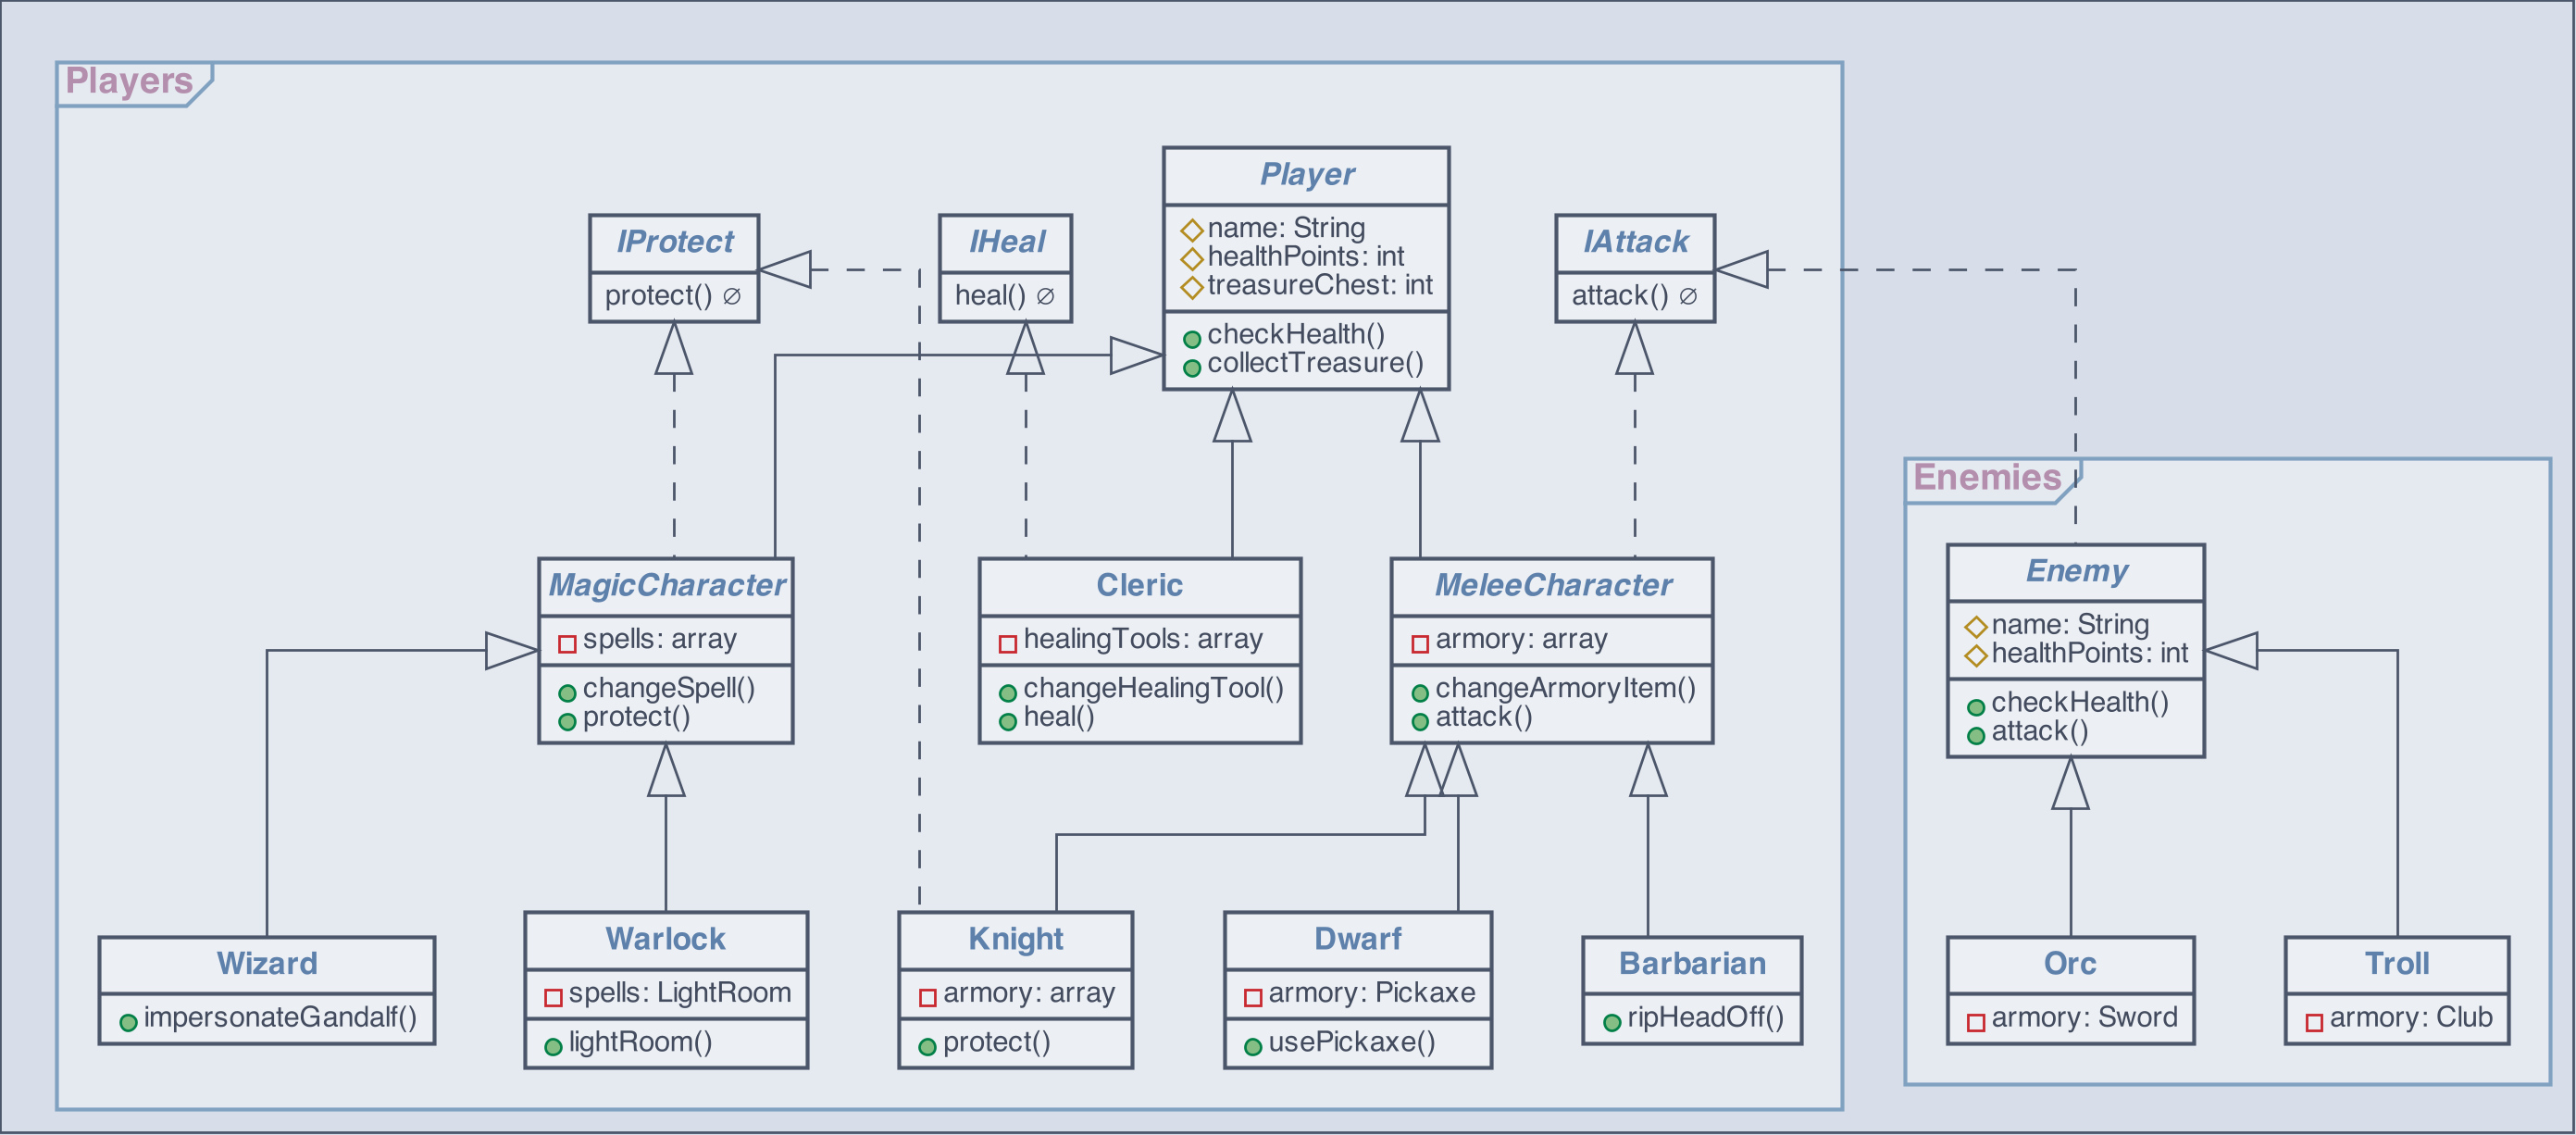 Players
Player
name: String
healthPoints: int
treasureChest: int
checkHealth()
collectTreasure()
IProtect
protect() ∅
IHeal
heal() ∅
IAttack
attack() ∅
Enemies
MagicCharacter
spells: array
changeSpell()
protect()
Cleric
healingTools: array
changeHealingTool()
heal()
MeleeCharacter
armory: array
changeArmoryItem()
attack()
Enemy
name: String
healthPoints: int
checkHealth()
attack()
Wizard
impersonateGandalf()
Warlock
spells: LightRoom
lightRoom()
Knight
armory: array
protect()
Dwarf
armory: Pickaxe
usePickaxe()
Barbarian
ripHeadOff()
Orc
armory: Sword
Troll
armory: Club